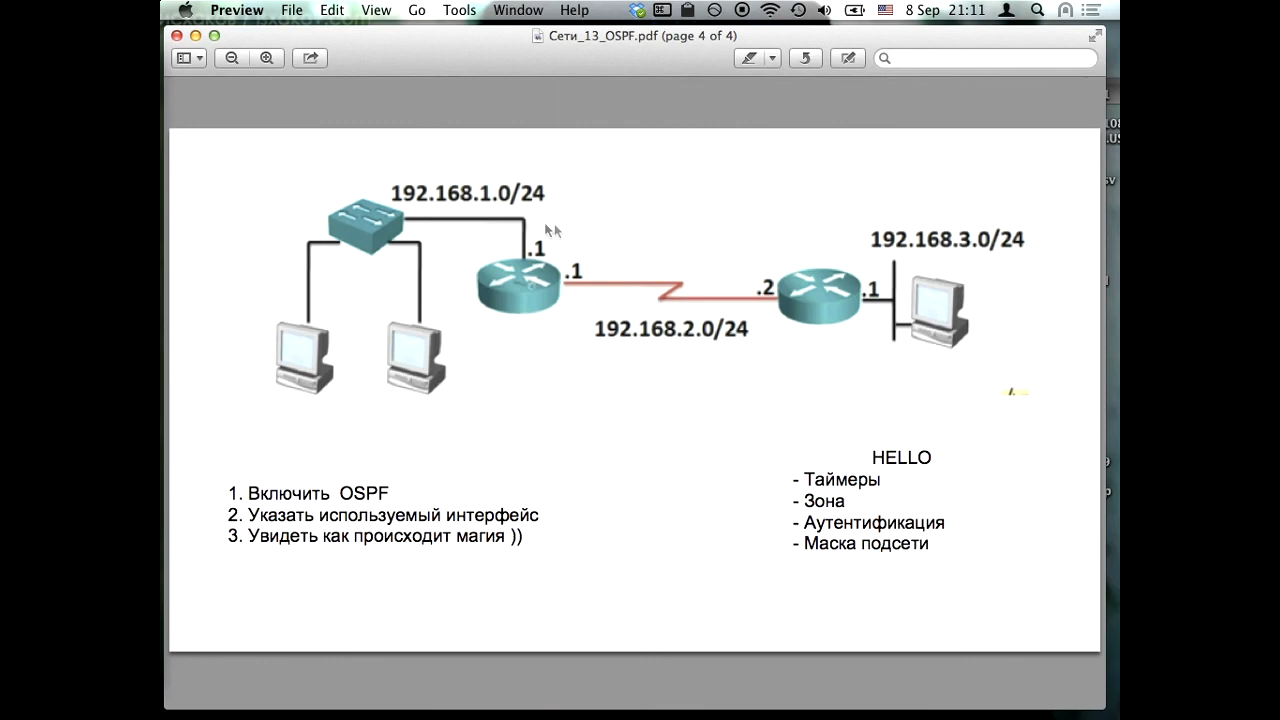 Preview File Edit View Go Tools Window Help 8 Sep 21:11
Сети_13_OSPF.pdf (page 4 of 4)
192.168.1.0/24
192.168.3.0/24
.1
.1
.2
.1
192.168.2.0/24
HELLO
- Таймеры
- Зона
- Аутентификация
- Маска подсети
1. Включить OSPF
2. Указать используемый интерфейс
3. Увидеть как происходит магия ))